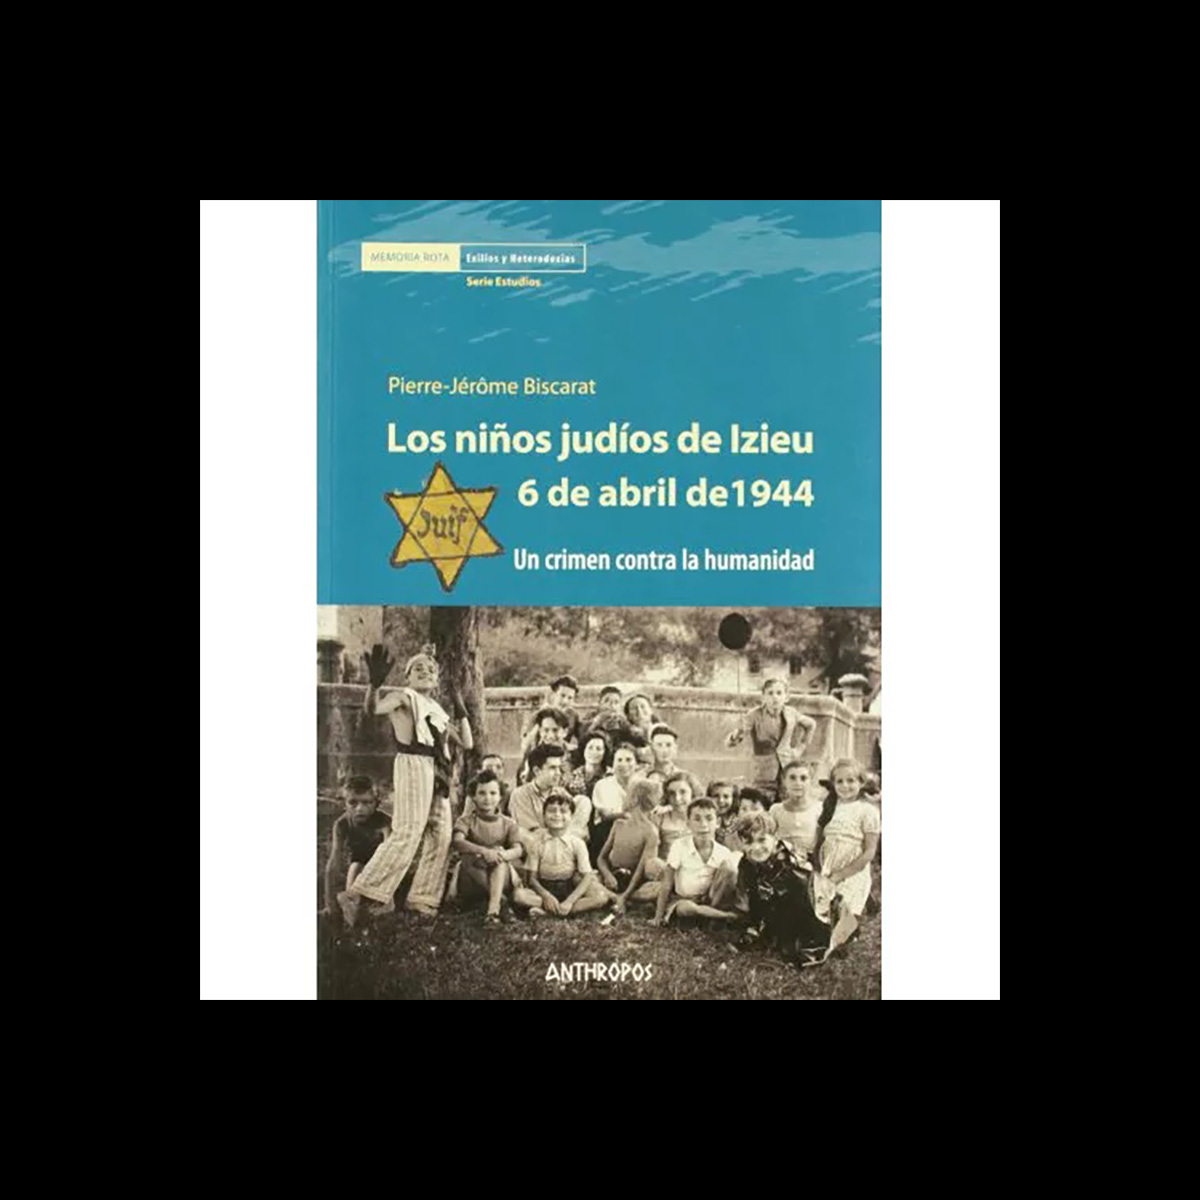 MEMORIA ROTA
Exilios y Heterodoxias
Serie Estudios
Pierre-Jérôme Biscarat
Los niños judíos de Izieu
6 de abril de1944
Juif
Un crimen contra la humanidad
ANTHROPOS